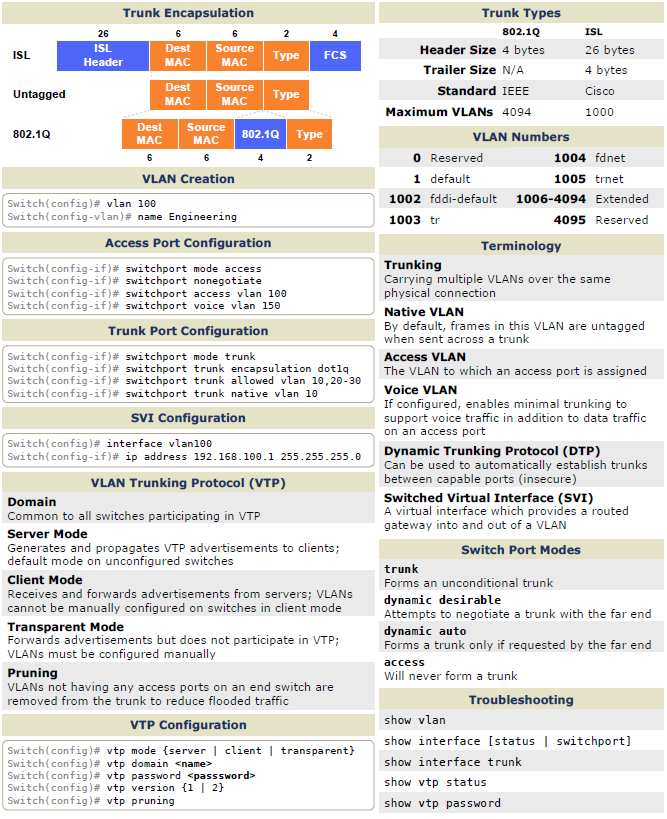 Trunk Encapsulation
26 6 6 2 4
ISL
ISL Header
Dest MAC
Source MAC
Type
FCS
Untagged
Dest MAC
Source MAC
Type
802.1Q
Dest MAC
Source MAC
802.1Q
Type
6 6 4 2
VLAN Creation
Switch(config)# vlan 100
Switch(config-vlan)# name Engineering
Access Port Configuration
Switch(config-if)# switchport mode access
Switch(config-if)# switchport nonegotiate
Switch(config-if)# switchport access vlan 100
Switch(config-if)# switchport voice vlan 150
Trunk Port Configuration
Switch(config-if)# switchport mode trunk
Switch(config-if)# switchport trunk encapsulation dot1q
Switch(config-if)# switchport trunk allowed vlan 10,20-30
Switch(config-if)# switchport trunk native vlan 10
SVI Configuration
Switch(config)# interface vlan100
Switch(config-if)# ip address 192.168.100.1 255.255.255.0
VLAN Trunking Protocol (VTP)
Domain
Common to all switches participating in VTP
Server Mode
Generates and propagates VTP advertisements to clients;
default mode on unconfigured switches
Client Mode
Receives and forwards advertisements from servers; VLANs
cannot be manually configured on switches in client mode
Transparent Mode
Forwards advertisements but does not participate in VTP;
VLANs must be configured manually
Pruning
VLANs not having any access ports on an end switch are
removed from the trunk to reduce flooded traffic
VTP Configuration
Switch(config)# vtp mode {server | client | transparent}
Switch(config)# vtp domain <name>
Switch(config)# vtp password <passsword>
Switch(config)# vtp version {1 | 2}
Switch(config)# vtp pruning
Trunk Types
802.1Q ISL
Header Size 4 bytes 26 bytes
Trailer Size N/A 4 bytes
Standard IEEE Cisco
Maximum VLANs 4094 1000
VLAN Numbers
0 Reserved 1004 fdnet
1 default 1005 trnet
1002 fddi-default 1006-4094 Extended
1003 tr 4095 Reserved
Terminology
Trunking
Carrying multiple VLANs over the same
physical connection
Native VLAN
By default, frames in this VLAN are untagged
when sent across a trunk
Access VLAN
The VLAN to which an access port is assigned
Voice VLAN
If configured, enables minimal trunking to
support voice traffic in addition to data traffic
on an access port
Dynamic Trunking Protocol (DTP)
Can be used to automatically establish trunks
between capable ports (insecure)
Switched Virtual Interface (SVI)
A virtual interface which provides a routed
gateway into and out of a VLAN
Switch Port Modes
trunk
Forms an unconditional trunk
dynamic desirable
Attempts to negotiate a trunk with the far end
dynamic auto
Forms a trunk only if requested by the far end
access
Will never form a trunk
Troubleshooting
show vlan
show interface [status | switchport]
show interface trunk
show vtp status
show vtp password